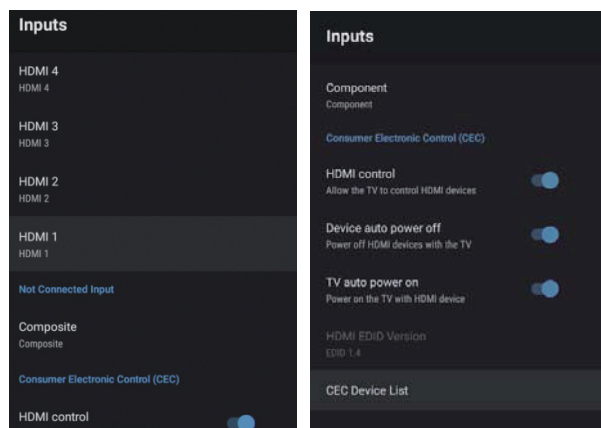 Inputs
HDMI 4
HDMI 4
HDMI 3
HDMI 3
HDMI 2
HDMI 2
HDMI 1
HDMI 1
Not Connected Input
Composite
Composite
Consumer Electronic Control (CEC)
HDMI control
Inputs
Component
Component
Consumer Electronic Control (CEC)
HDMI control
Allow the TV to control HDMI devices
Device auto power off
Power off HDMI devices with the TV
TV auto power on
Power on the TV with HDMI device
HDMI EDID Version
EDID 1.4
CEC Device List